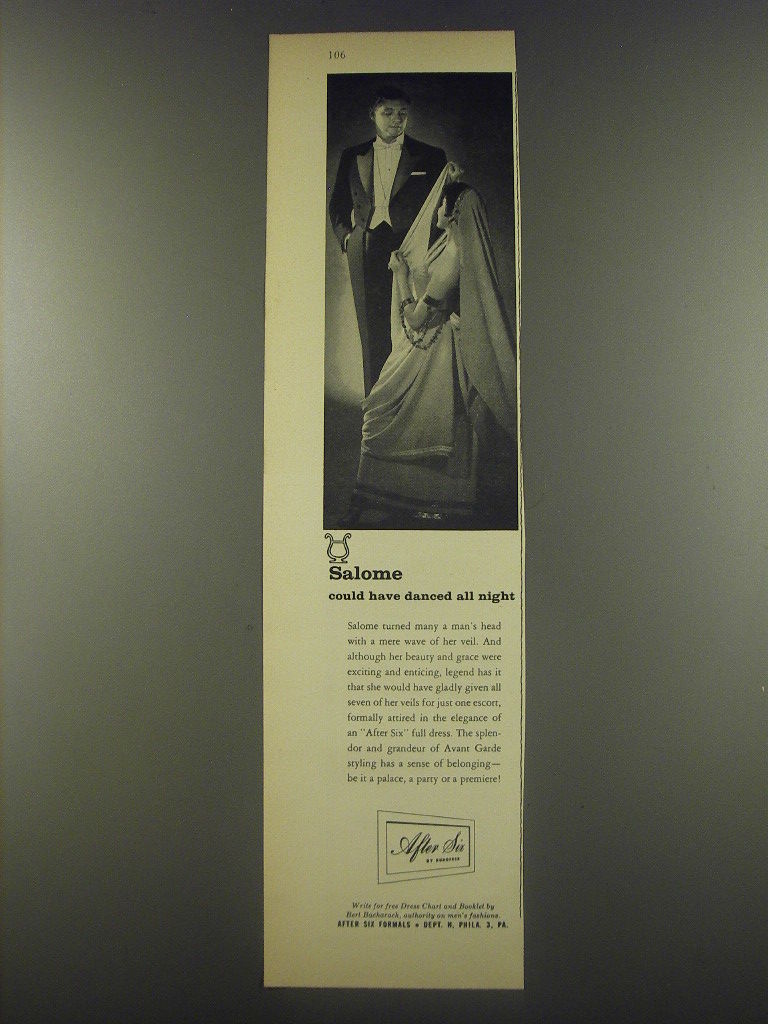 106
Salome
could have danced all night
Salome turned many a man's head
with a mere wave of her veil. And
although her beauty and grace were
exciting and enticing, legend has it
that she would have gladly given all
seven of her veils for just one escort,
formally attired in the elegance of
an "After Six" full dress. The splen-
dor and grandeur of Avant Garde
styling has a sense of belonging—
be it a palace, a party or a premiere!
After Six
BY RUDOFKER
Write for free Dress Chart and Booklet by
Bert Bacharach, authority on men's fashions.
AFTER SIX FORMALS • DEPT. N, PHILA. 3, PA.